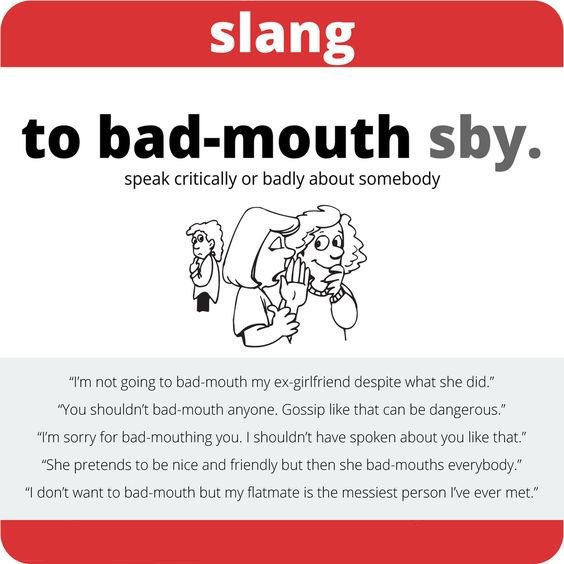 slang
to bad-mouth sby.
speak critically or badly about somebody
“I’m not going to bad-mouth my ex-girlfriend despite what she did.”
“You shouldn’t bad-mouth anyone. Gossip like that can be dangerous.”
“I’m sorry for bad-mouthing you. I shouldn’t have spoken about you like that.”
“She pretends to be nice and friendly but then she bad-mouths everybody.”
“I don’t want to bad-mouth but my flatmate is the messiest person I’ve ever met.”